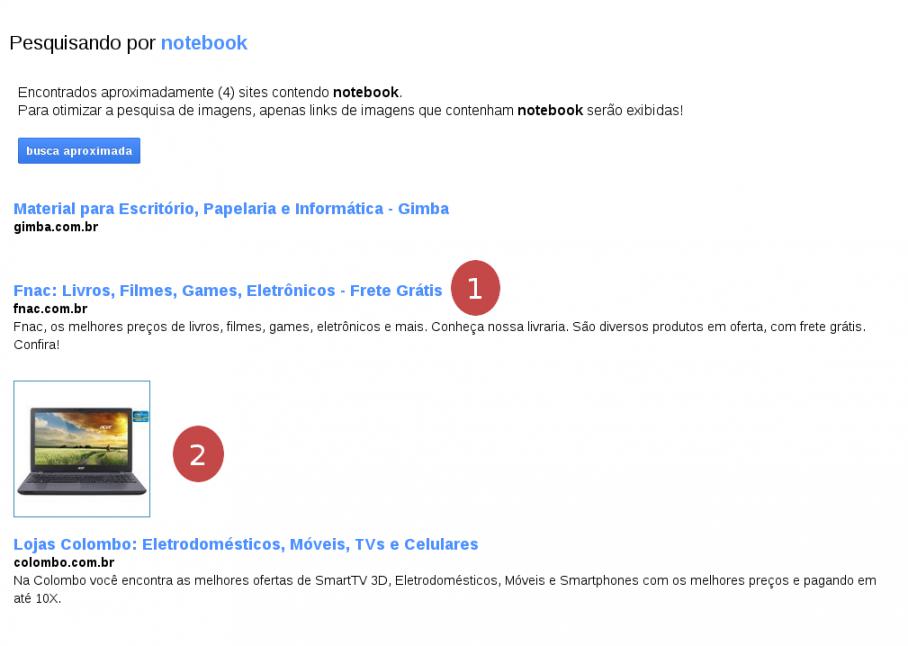 Pesquisando por notebook
Encontrados aproximadamente (4) sites contendo notebook.
Para otimizar a pesquisa de imagens, apenas links de imagens que contenham notebook serão exibidas!
busca aproximada
Material para Escritório, Papelaria e Informática - Gimba
gimba.com.br
Fnac: Livros, Filmes, Games, Eletrônicos - Frete Grátis
1
fnac.com.br
Fnac, os melhores preços de livros, filmes, games, eletrônicos e mais. Conheça nossa livraria. São diversos produtos em oferta, com frete grátis.
Confira!
acer
2
Lojas Colombo: Eletrodomésticos, Móveis, TVs e Celulares
colombo.com.br
Na Colombo você encontra as melhores ofertas de SmartTV 3D, Eletrodomésticos, Móveis e Smartphones com os melhores preços e pagando em
até 10X.